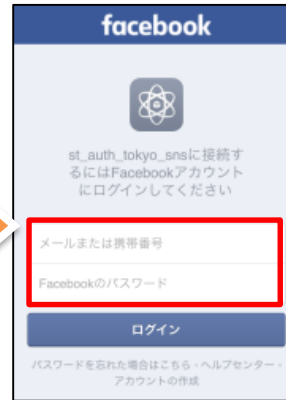 facebook
st_auth_tokyo_snsに接続す
るにはFacebookアカウント
にログインしてください
メールまたは携帯番号
Facebookのパスワード
ログイン
パスワードを忘れた場合はこちら・ヘルプセンター・
アカウントの作成